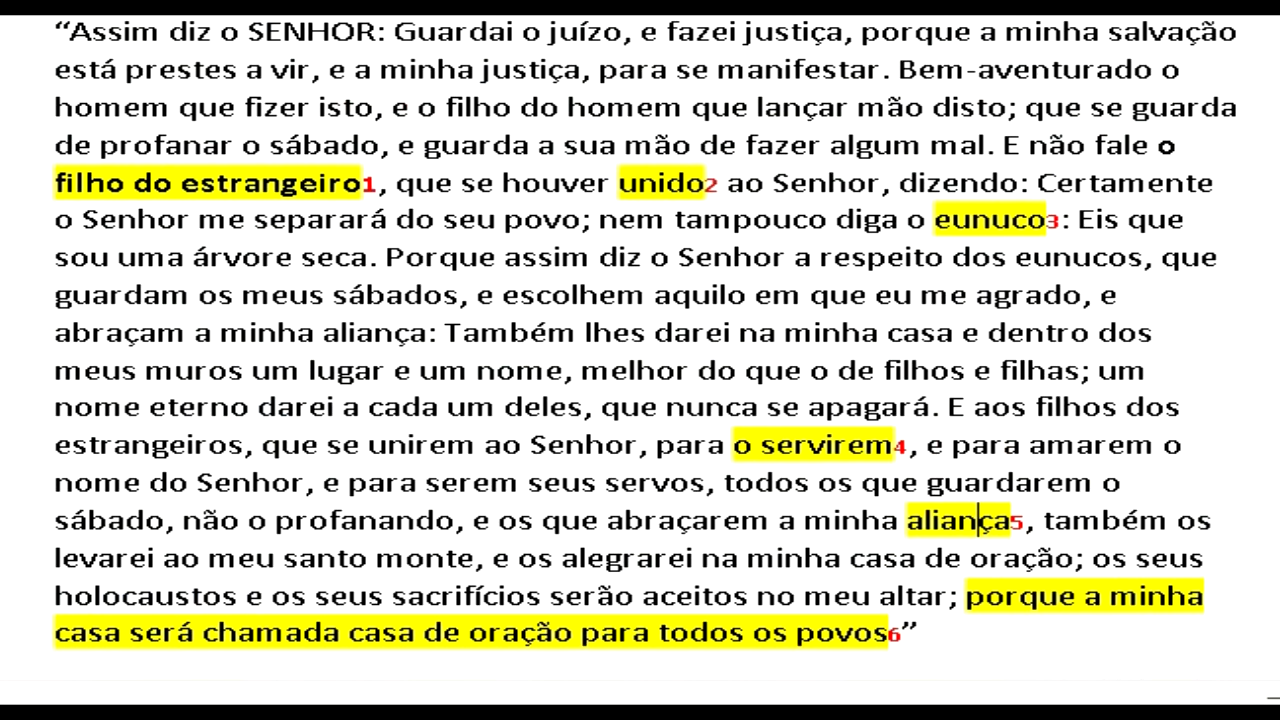 “Assim diz o SENHOR: Guardai o juízo, e fazei justiça, porque a minha salvação
está prestes a vir, e a minha justiça, para se manifestar. Bem-aventurado o
homem que fizer isto, e o filho do homem que lançar mão disto; que se guarda
de profanar o sábado, e guarda a sua mão de fazer algum mal. E não fale o
filho do estrangeiro1, que se houver unido2 ao Senhor, dizendo: Certamente
o Senhor me separará do seu povo; nem tampouco diga o eunuco3: Eis que
sou uma árvore seca. Porque assim diz o Senhor a respeito dos eunucos, que
guardam os meus sábados, e escolhem aquilo em que eu me agrado, e
abraçam a minha aliança: Também lhes darei na minha casa e dentro dos
meus muros um lugar e um nome, melhor do que o de filhos e filhas; um
nome eterno darei a cada um deles, que nunca se apagará. E aos filhos dos
estrangeiros, que se unirem ao Senhor, para o servirem4, e para amarem o
nome do Senhor, e para serem seus servos, todos os que guardarem o
sábado, não o profanando, e os que abraçarem a minha aliança5, também os
levarei ao meu santo monte, e os alegrarei na minha casa de oração; os seus
holocaustos e os seus sacrifícios serão aceitos no meu altar; porque a minha
casa será chamada casa de oração para todos os povos6”